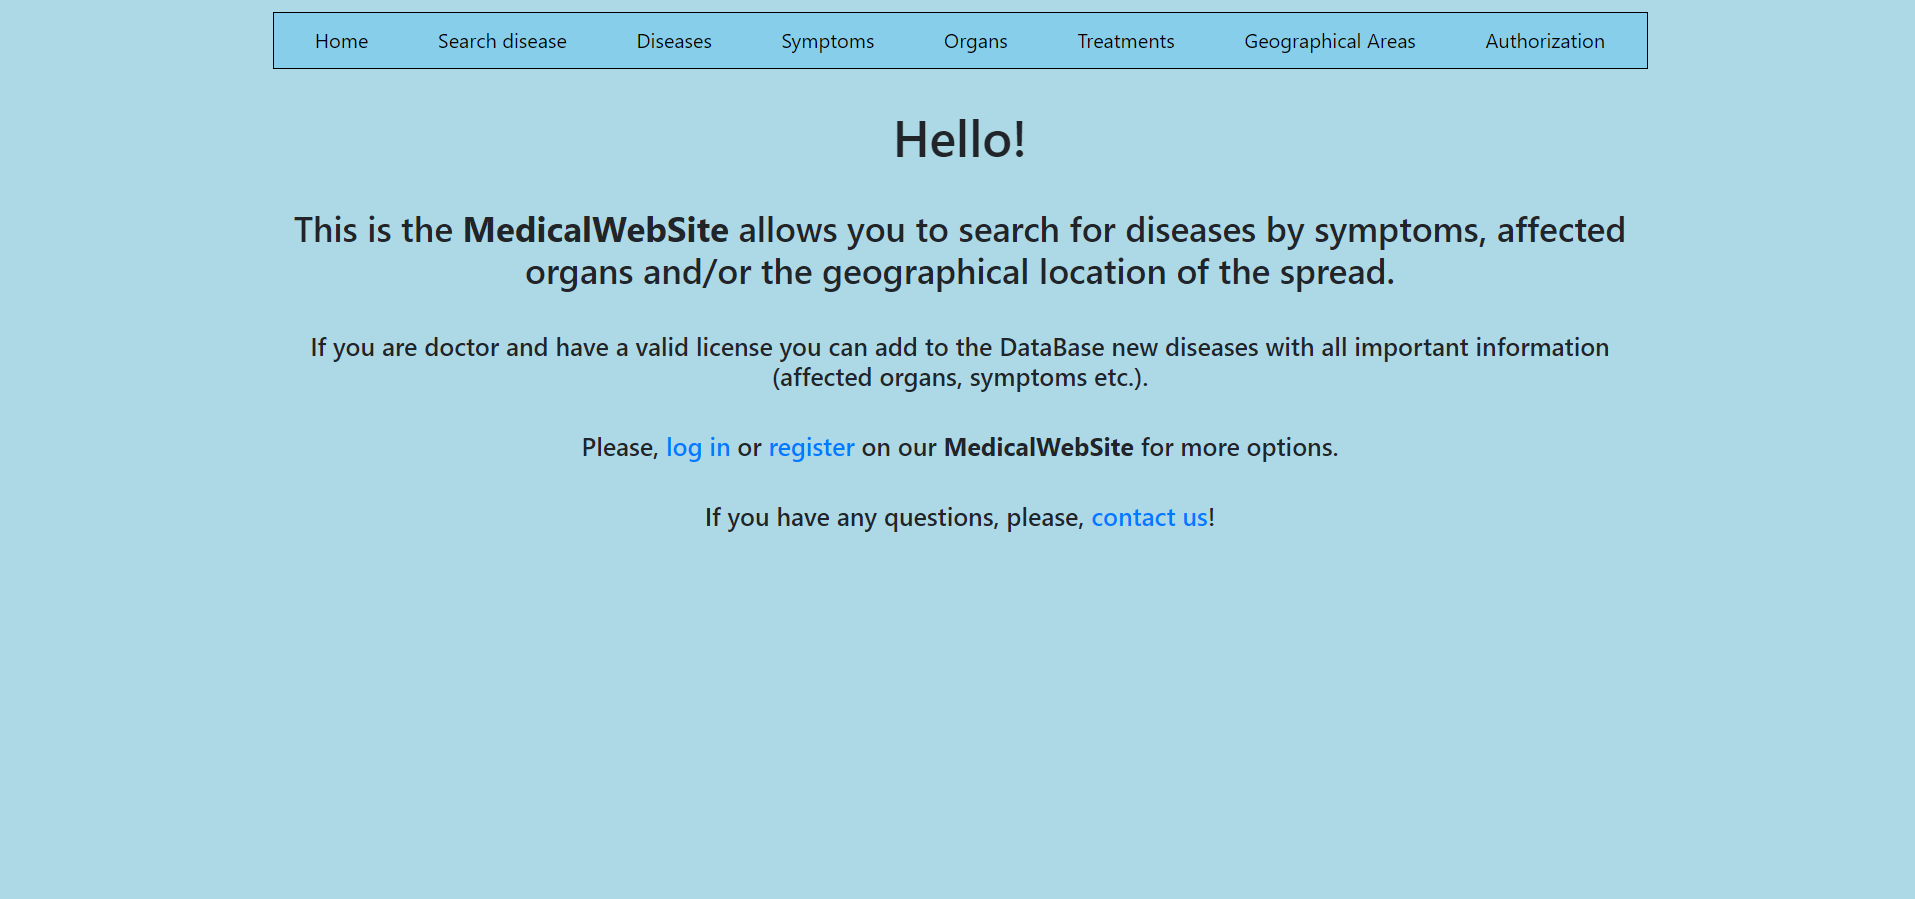 Home Search disease Diseases Symptoms Organs Treatments Geographical Areas Authorization
Hello!
This is the MedicalWebSite allows you to search for diseases by symptoms, affected
organs and/or the geographical location of the spread.
If you are doctor and have a valid license you can add to the DataBase new diseases with all important information
(affected organs, symptoms etc.).
Please, log in or register on our MedicalWebSite for more options.
If you have any questions, please, contact us!